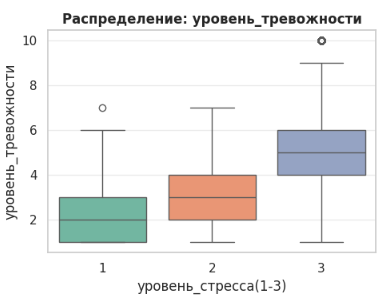 Распределение: уровень_тревожности
уровень_тревожности
10
8
6
4
2
1 2 3
уровень_стресса(1-3)